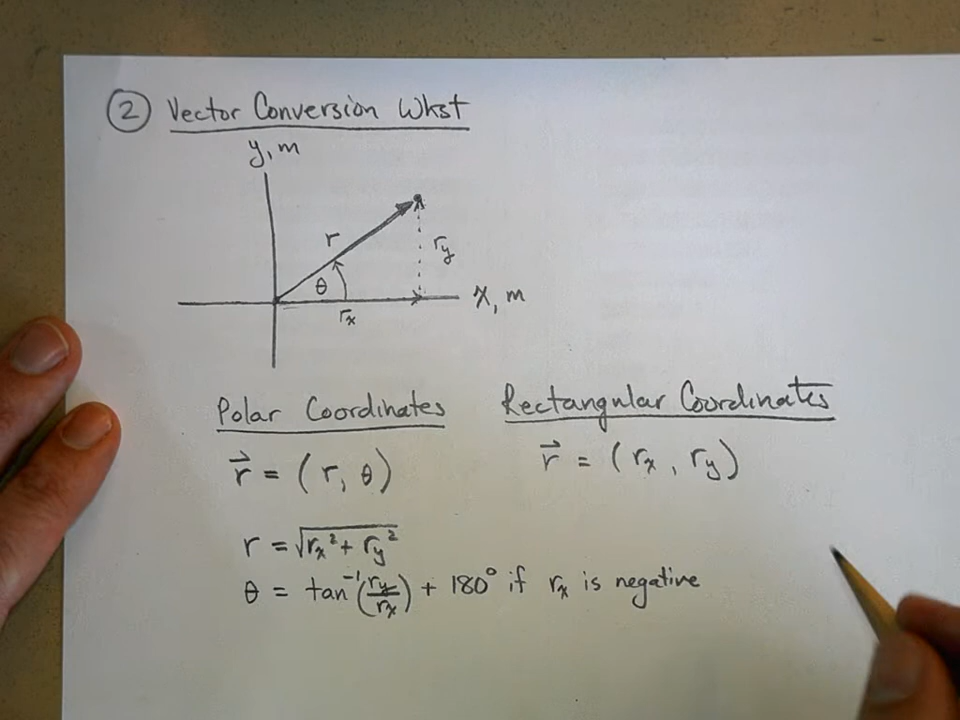 ② Vector Conversion Whst
y, m
r
r_y
θ
x, m
r_x
Polar Coordinates
Rectangular Coordinates
r⃗ = (r, θ)
r⃗ = (r_x, r_y)
r = √(r_x² + r_y²)
θ = tan⁻¹(r_y/r_x) + 180° if r_x is negative